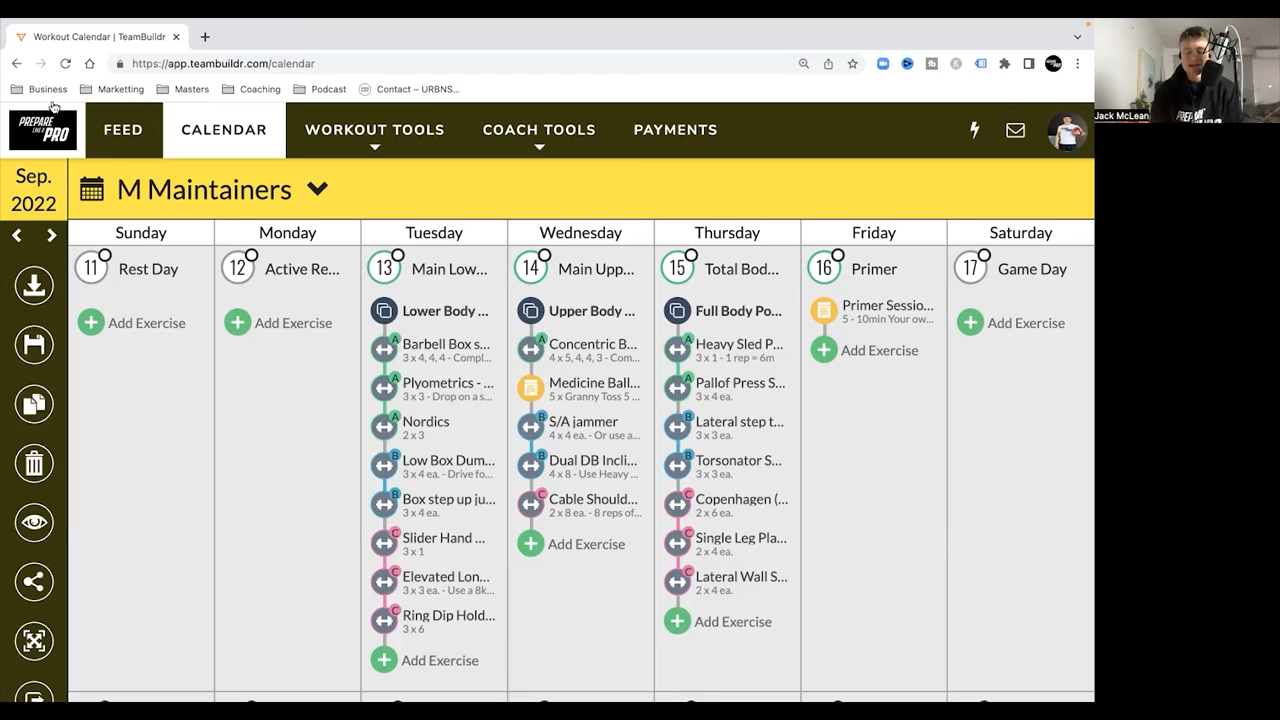 Workout Calendar | TeamBuildr
https://app.teambuildr.com/calendar
Business
Marketing
Masters
Coaching
Podcast
Contact – URBNS...
PREPARE
LIKE A
PRO
FEED
CALENDAR
WORKOUT TOOLS
COACH TOOLS
PAYMENTS
Jack McLean
Sep.
2022
M Maintainers
Sunday
Monday
Tuesday
Wednesday
Thursday
Friday
Saturday
11
Rest Day
Add Exercise
12
Active Re...
Add Exercise
13
Main Low...
Lower Body ...
A
Barbell Box s...
3 x 4, 4, 4 - Compl...
A
Plyometrics - ...
3 x 3 - Drop on a s...
A
Nordics
2 x 3
B
Low Box Dum...
3 x 4 ea. - Drive fo...
B
Box step up ju...
3 x 4 ea.
C
Slider Hand ...
3 x 1
C
Elevated Lon...
3 x 3 ea. - Use a 8k...
C
Ring Dip Hold...
3 x 6
Add Exercise
14
Main Upp...
Upper Body ...
A
Concentric B...
4 x 5, 4, 4, 3 - Com...
Medicine Ball...
5 x Granny Toss 5 ...
B
S/A jammer
4 x 4 ea. - Or use a...
B
Dual DB Incli...
4 x 8 - Use Heavy ...
C
Cable Should...
2 x 8 ea. - 8 reps of...
Add Exercise
15
Total Bod...
Full Body Po...
A
Heavy Sled P...
3 x 1 - 1 rep = 6m
A
Pallof Press S...
3 x 4 ea.
B
Lateral step t...
3 x 3 ea.
B
Torsonator S...
3 x 3 ea.
C
Copenhagen (...
2 x 6 ea.
C
Single Leg Pla...
2 x 4 ea.
C
Lateral Wall S...
2 x 4 ea.
Add Exercise
16
Primer
Primer Sessio...
5 - 10min Your ow...
Add Exercise
17
Game Day
Add Exercise